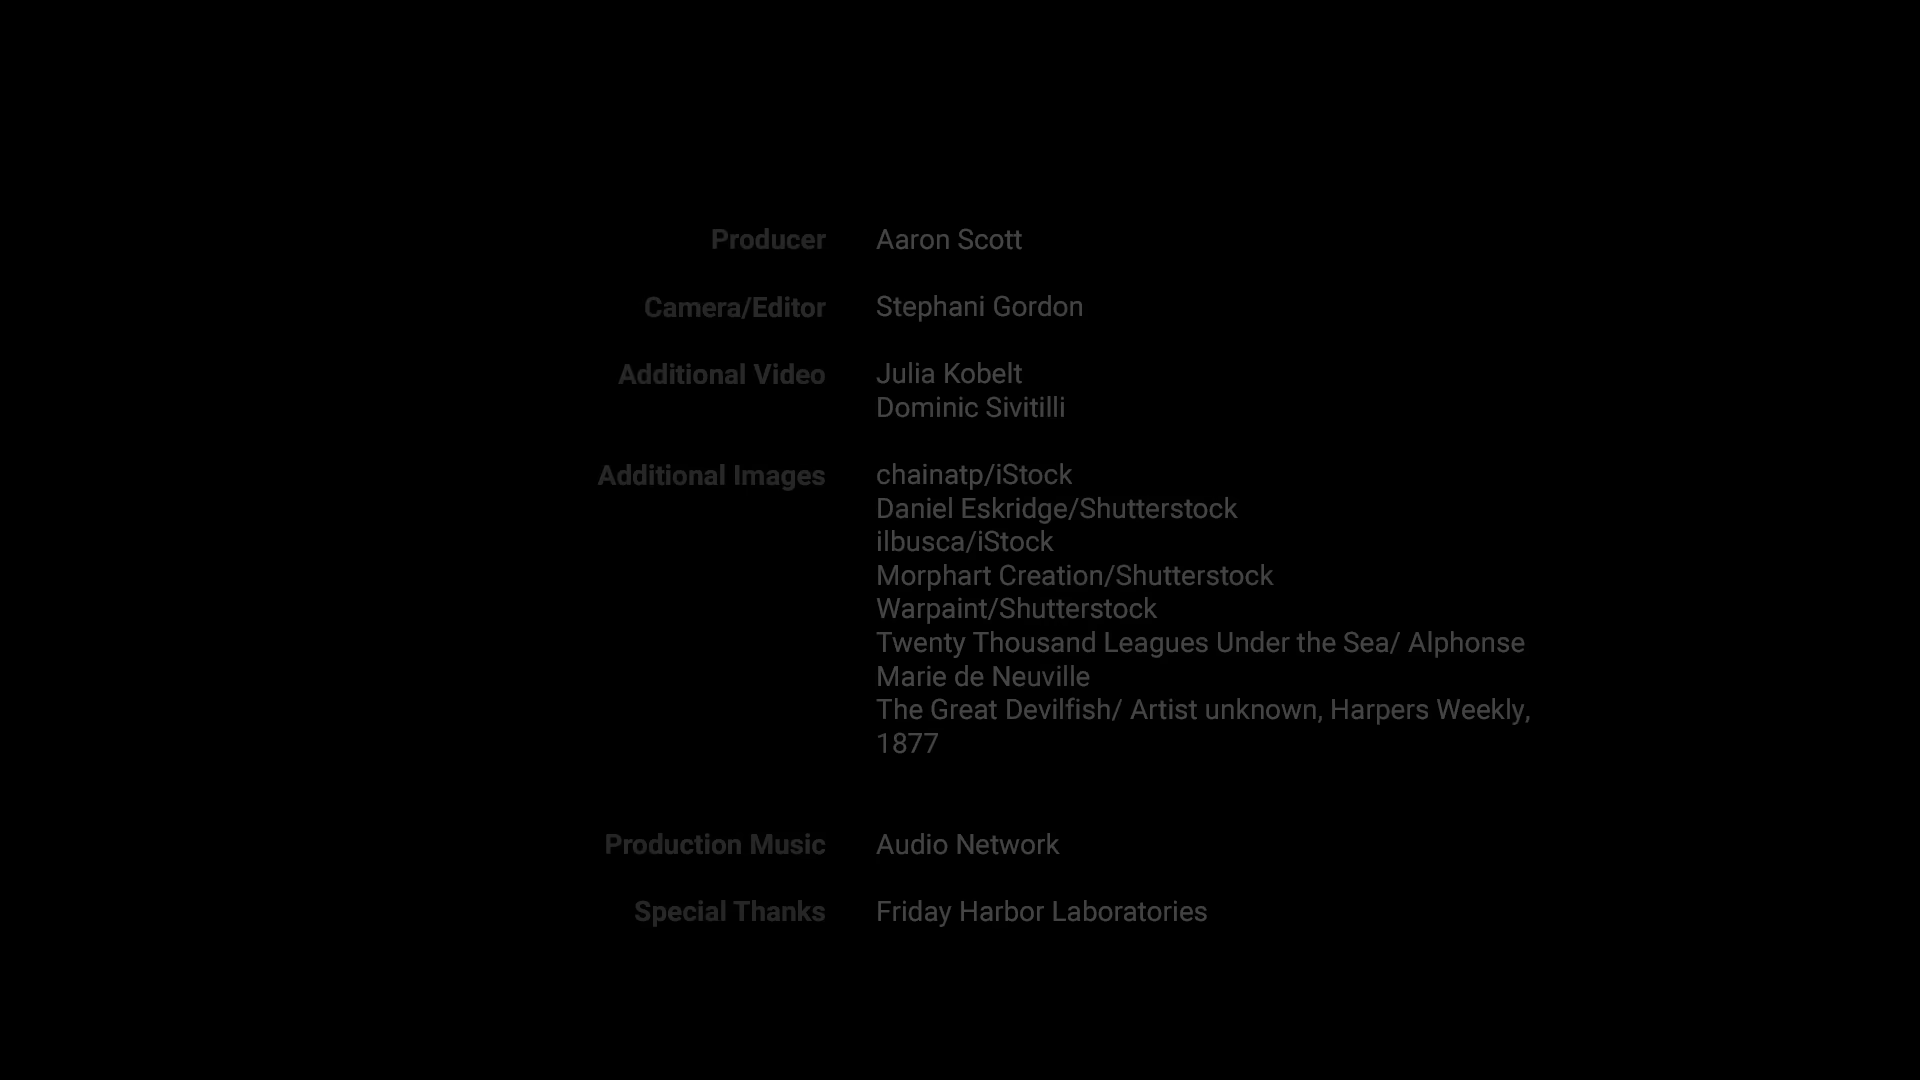 Producer Aaron Scott
Camera/Editor Stephani Gordon
Additional Video Julia Kobelt
Dominic Sivitilli
Additional Images chainatp/iStock
Daniel Eskridge/Shutterstock
ilbusca/iStock
Morphart Creation/Shutterstock
Warpaint/Shutterstock
Twenty Thousand Leagues Under the Sea/ Alphonse
Marie de Neuville
The Great Devilfish/ Artist unknown, Harpers Weekly,
1877
Production Music Audio Network
Special Thanks Friday Harbor Laboratories